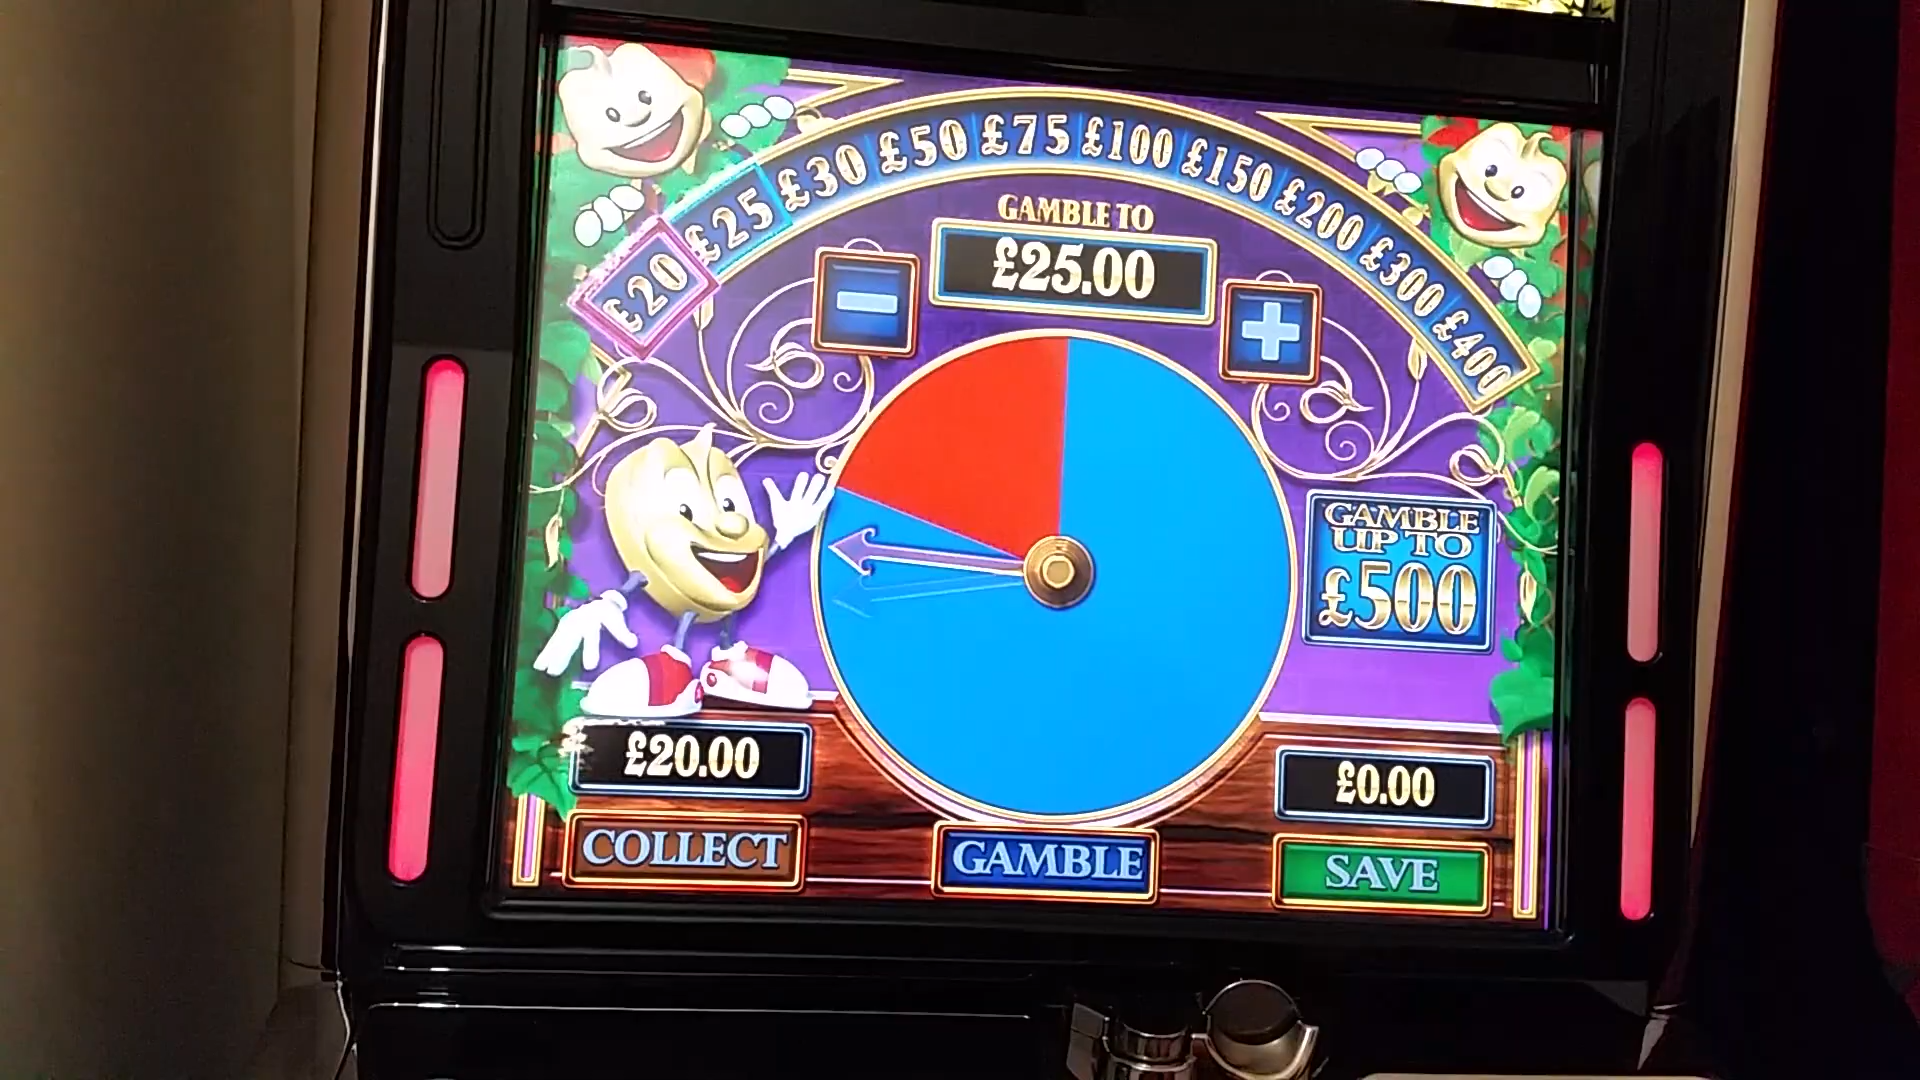 £20 £25 £30 £50 £75 £100 £150 £200 £300 £400
GAMBLE TO
£25.00
GAMBLE
UP TO
£500
£20.00
£0.00
COLLECT
GAMBLE
SAVE